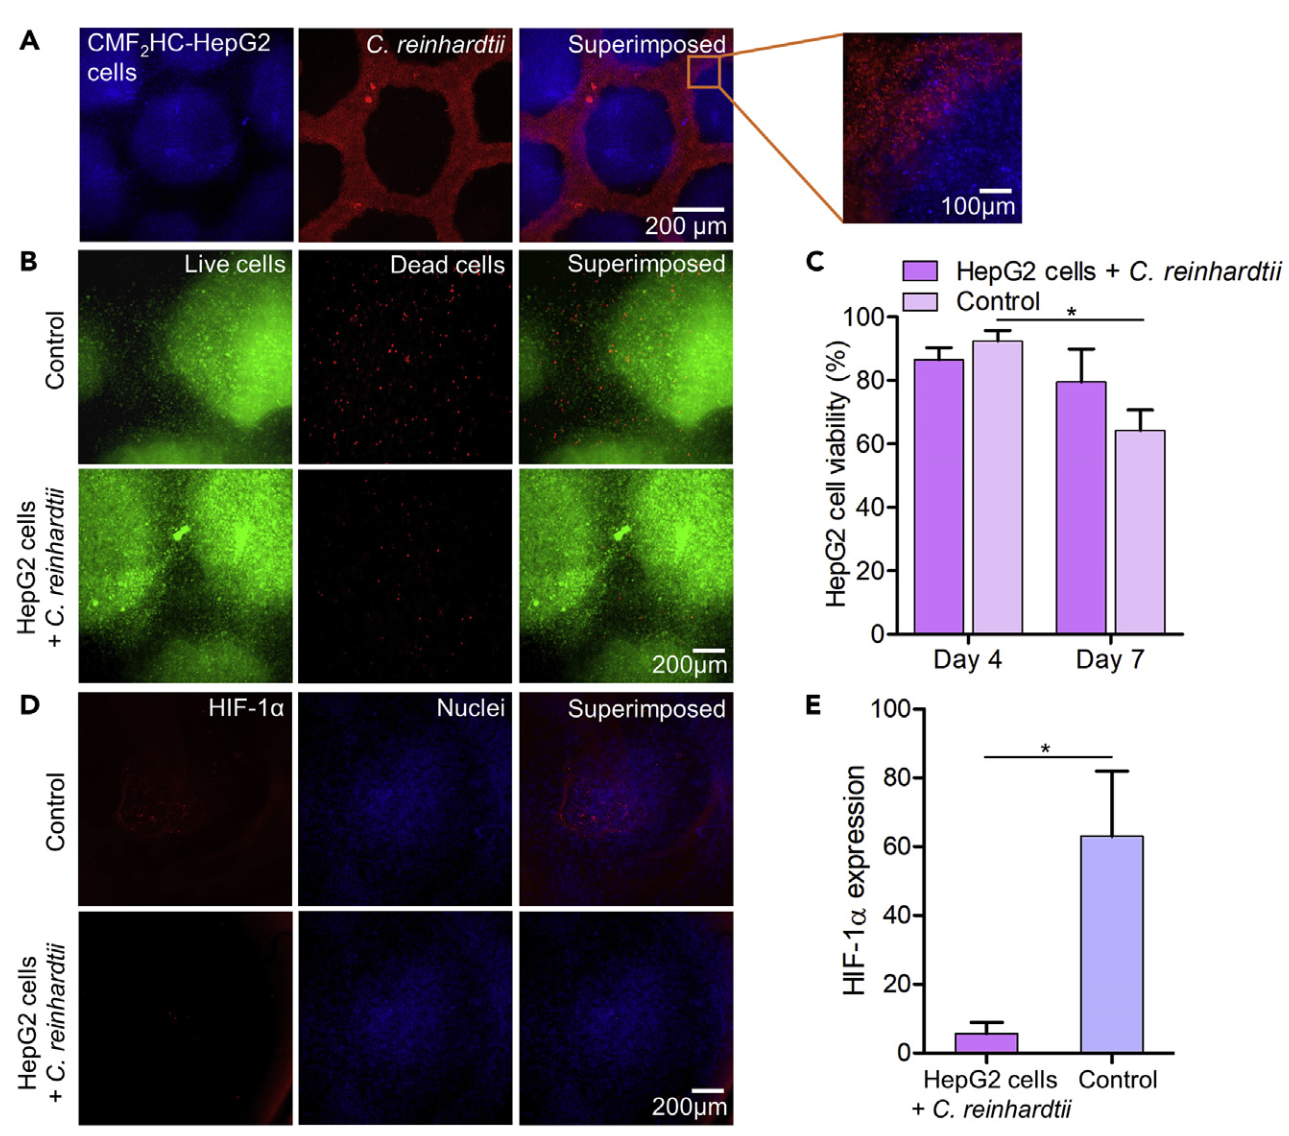 A
CMF₂HC-HepG2
cells
C. reinhardtii
Superimposed
200 μm
100μm
B
Live cells
Dead cells
Superimposed
Control
HepG2 cells
+ C. reinhardtii
200μm
C
HepG2 cells + C. reinhardtii
Control
*
HepG2 cell viability (%)
100
80
60
40
20
0
Day 4
Day 7
D
HIF-1α
Nuclei
Superimposed
Control
HepG2 cells
+ C. reinhardtii
200μm
E
*
HIF-1α expression
100
80
60
40
20
0
HepG2 cells
+ C. reinhardtii
Control